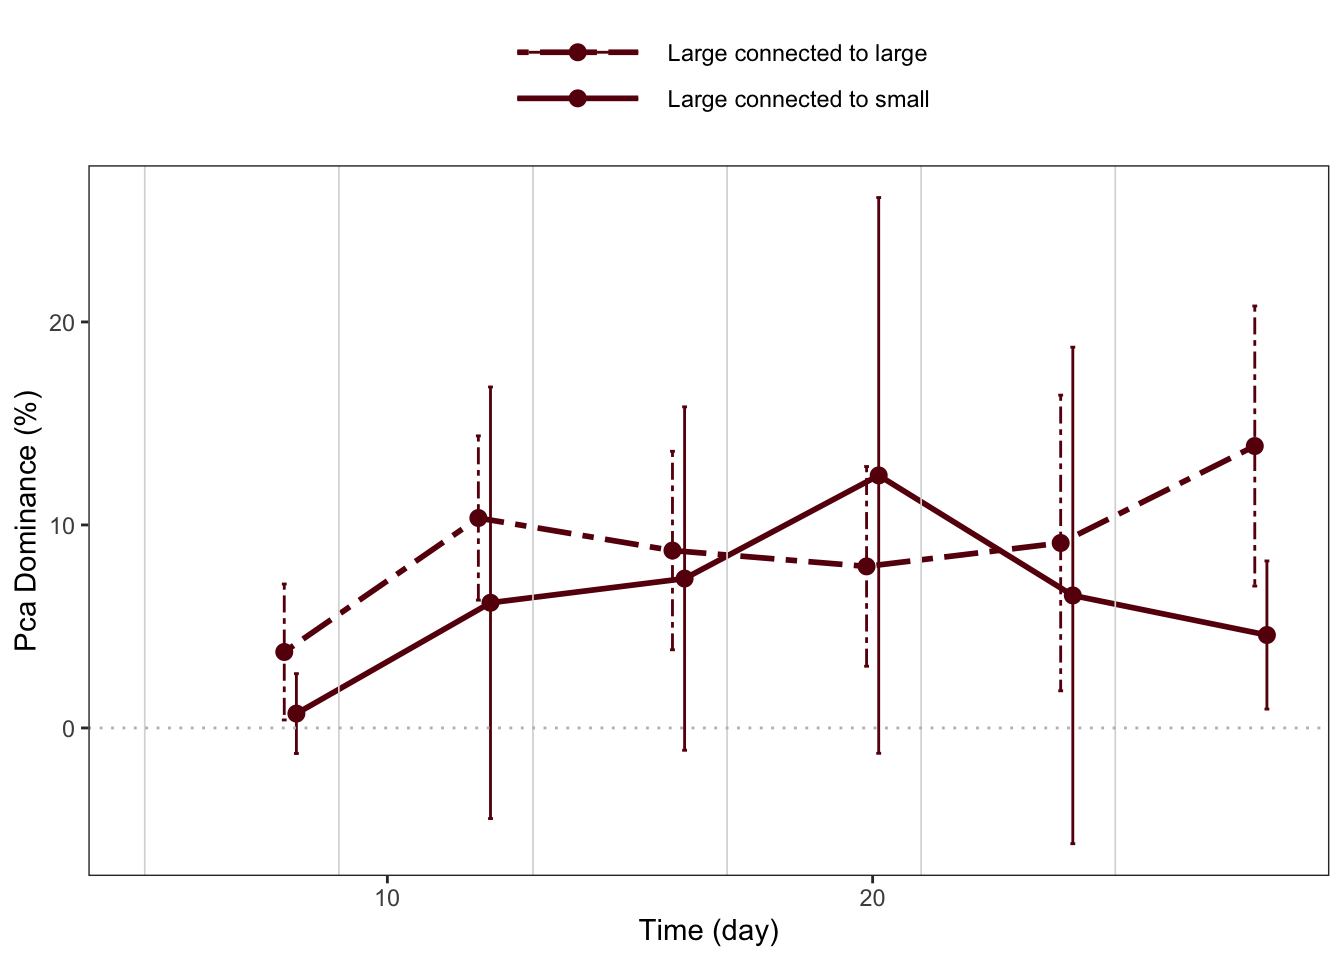 Large connected to large
Large connected to small
Pca Dominance (%)
20
10
0
10
20
Time (day)